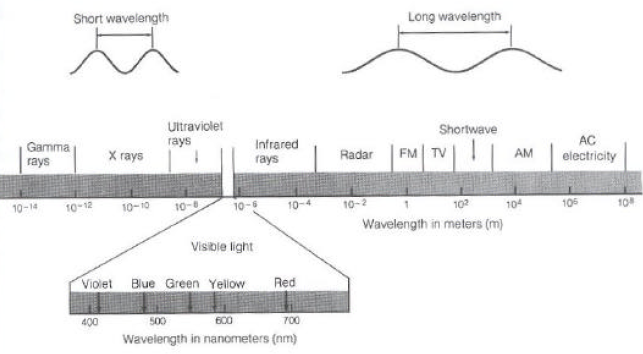 Short wavelength
Long wavelength
Gamma rays
X rays
Ultraviolet rays
Infrared rays
Radar
FM
TV
Shortwave
AM
AC electricity
10⁻¹⁴ 10⁻¹² 10⁻¹⁰ 10⁻⁸ 10⁻⁶ 10⁻⁴ 10⁻² 1 10² 10⁴ 10⁶ 10⁸
Wavelength in meters (m)
Visible light
Violet Blue Green Yellow Red
400 500 600 700
Wavelength in nanometers (nm)